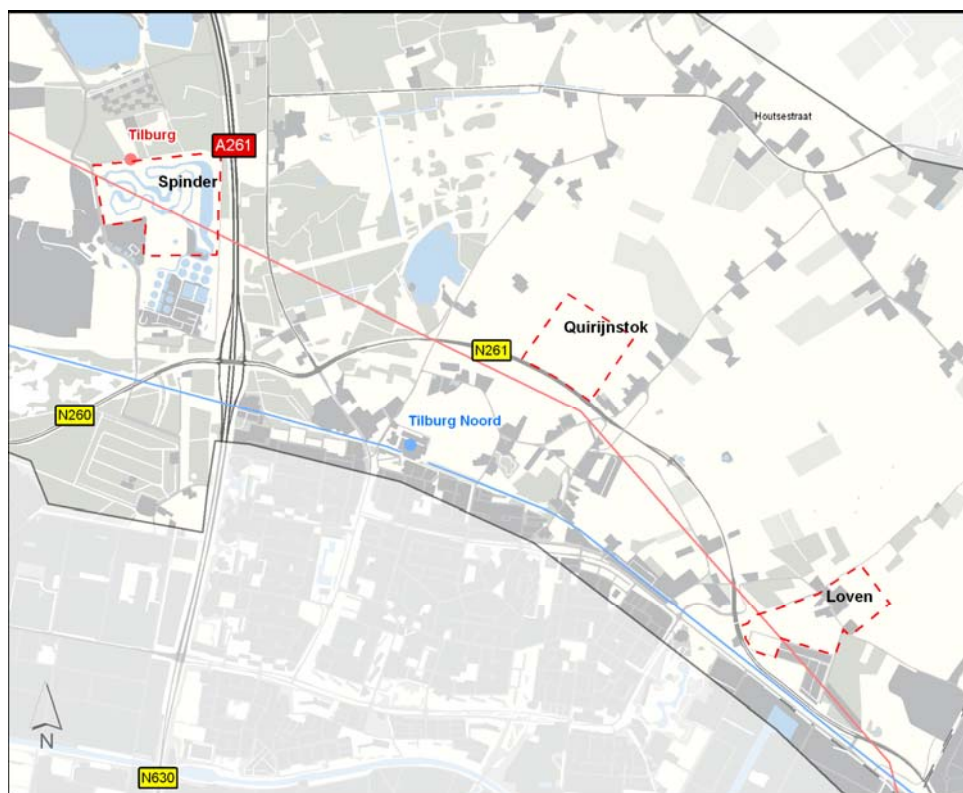 Houtsestraat
Tilburg
A261
Spinder
Quirijnstok
N261
N260
Tilburg Noord
Loven
N
N630